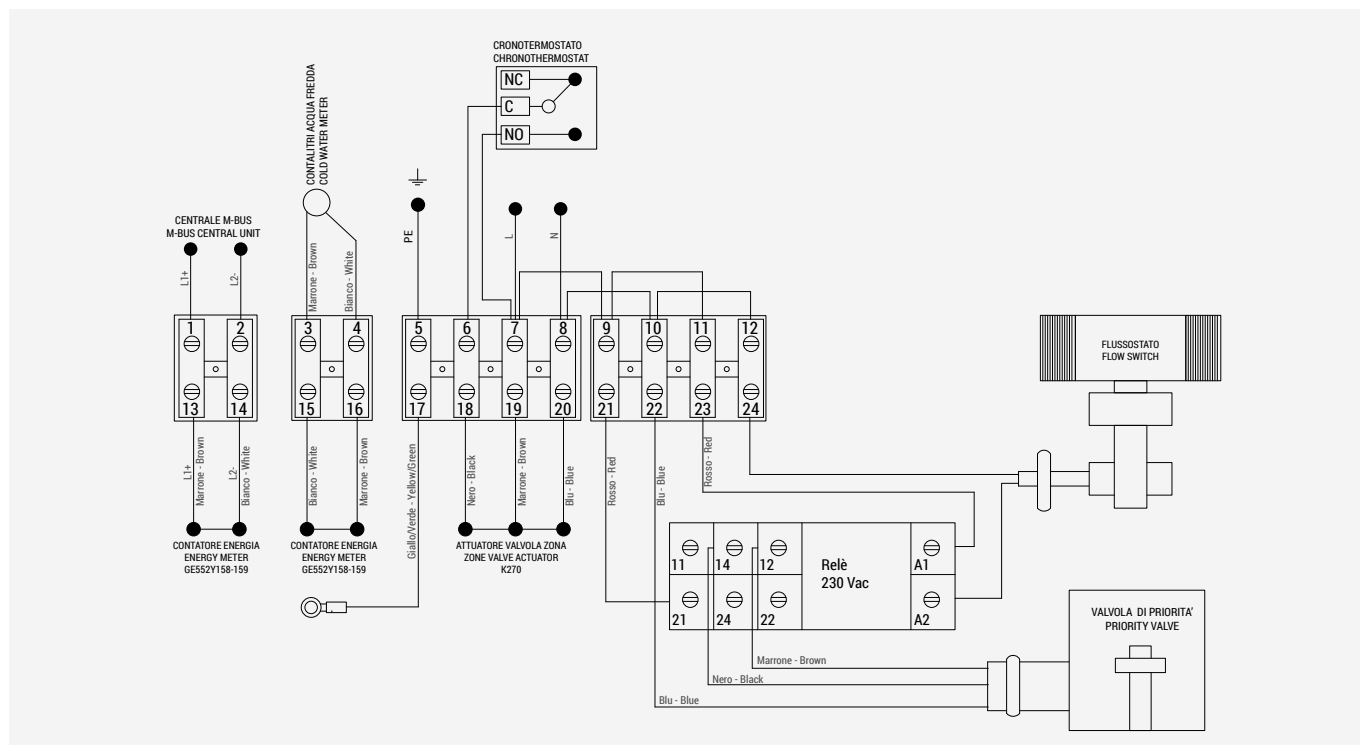 CRONOTERMOSTATO
CHRONOTHERMOSTAT
NC
C
NO
CONTALITRI ACQUA FREDDA
COLD WATER METER
CENTRALE M-BUS
M-BUS CENTRAL UNIT
L1+
L2-
Marrone - Brown
Bianco - White
PE
L
N
1
2
3
4
5
6
7
8
9
10
11
12
13
14
15
16
17
18
19
20
21
22
23
24
L1+
Marrone - Brown
L2-
Bianco - White
Bianco - White
Marrone - Brown
Giallo/Verde - Yellow/Green
Nero - Black
Marrone - Brown
Blu - Blue
Rosso - Red
Blu - Blue
Rosso - Red
CONTATORE ENERGIA
ENERGY METER
GE552Y158-159
CONTATORE ENERGIA
ENERGY METER
GE552Y158-159
ATTUATORE VALVOLA ZONA
ZONE VALVE ACTUATOR
K270
FLUSSOSTATO
FLOW SWITCH
11
14
12
Relè
230 Vac
A1
21
24
22
A2
VALVOLA DI PRIORITA'
PRIORITY VALVE
Marrone - Brown
Nero - Black
Blu - Blue